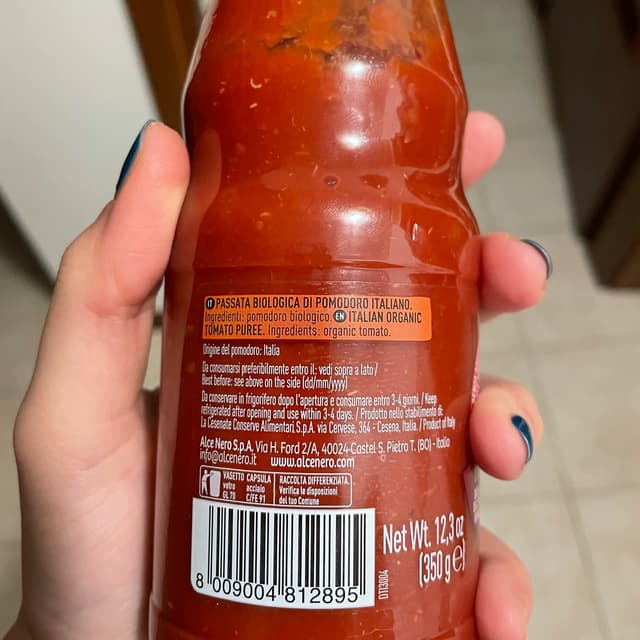 IT PASSATA BIOLOGICA DI POMODORO ITALIANO.
Ingredienti: pomodoro biologico. EN ITALIAN ORGANIC
TOMATO PUREE. Ingredients: organic tomato.
Origine del pomodoro: Italia
Da consumarsi preferibilmente entro il: vedi sopra a lato /
Best before: see above on the side (dd/mm/yyyy)
Da conservare in frigorifero dopo l'apertura e consumare entro 3-4 giorni. / Keep
refrigerated after opening and use within 3-4 days. / Prodotto nello stabilimento di:
La Cesenate Conserve Alimentari S.p.A. via Cervese, 364 - Cesena, Italia. / Product of Italy
Alce Nero S.p.A. Via H. Ford 2/A, 40024-Castel S. Pietro T. (BO) - Italia
info@alcenero.it www.alcenero.com
VASETTO CAPSULA
vetro acciaio
GL 70 C/FE 91
RACCOLTA DIFFERENZIATA.
Verifica le disposizioni
del tuo Comune
8 009004 812895
Net Wt. 12,3 oz
(350 g ℮)
D113004